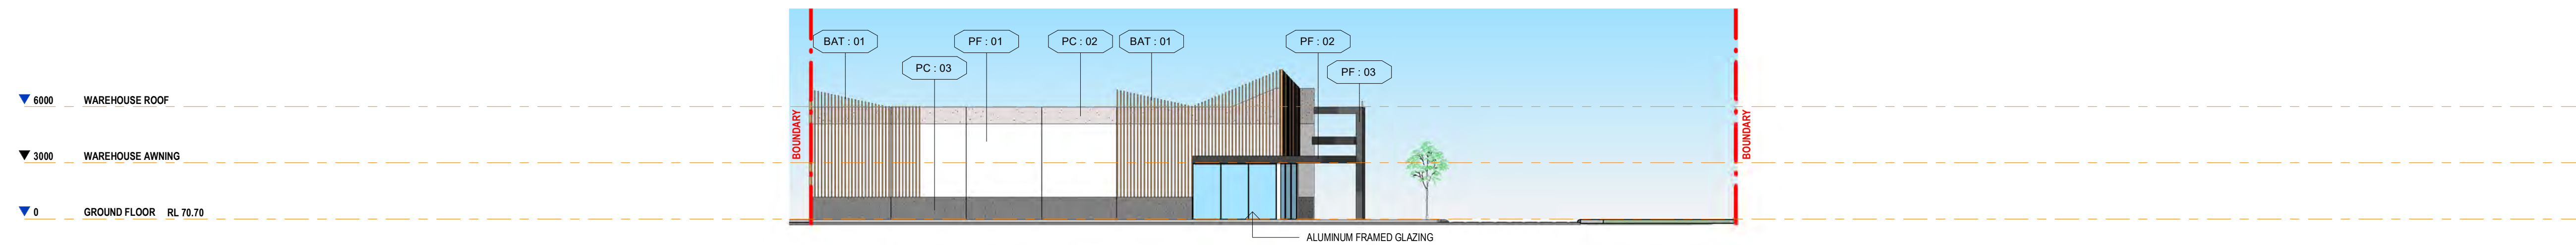 BAT : 01
PF : 01
PC : 02
BAT : 01
PF : 02
PC : 03
PF : 03
6000 WAREHOUSE ROOF
BOUNDARY
BOUNDARY
3000 WAREHOUSE AWNING
0 GROUND FLOOR RL 70.70
ALUMINUM FRAMED GLAZING